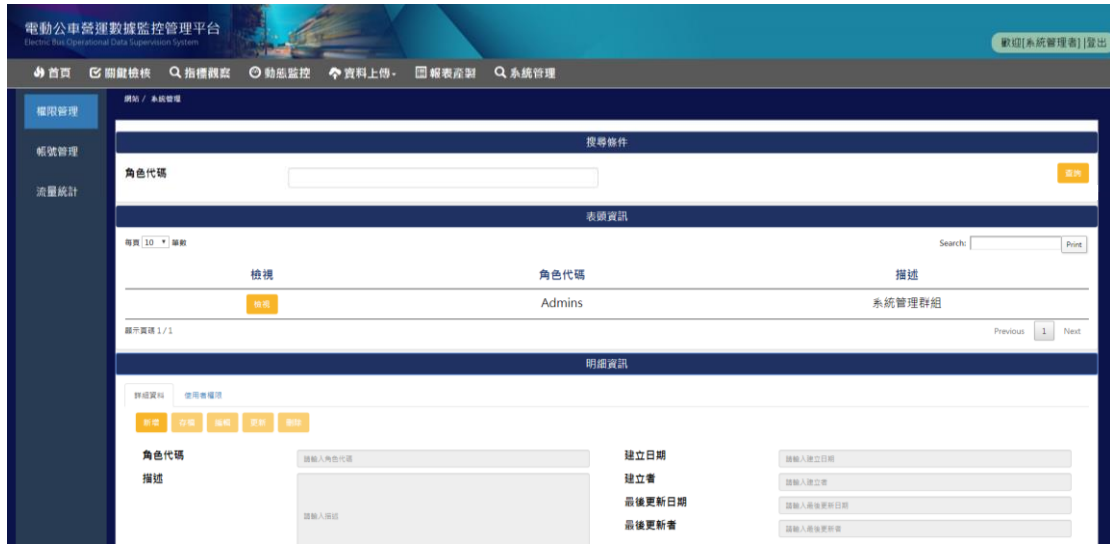 電動公車營運數據監控管理平台
Electric Bus Operational Data Supervision System
歡迎[系統管理者] |登出
首頁 關鍵檢核 指標觀察 動態監控 資料上傳 報表產製 系統管理
權限管理
帳號管理
流量統計
網站 / 系統管理
搜尋條件
角色代碼
查詢
表頭資訊
每頁 10 筆數
Search: Print
檢視 角色代碼 描述
檢視 Admins 系統管理群組
顯示頁碼 1 / 1
Previous 1 Next
明細資訊
詳細資料 使用者權限
新增 存檔 編輯 更新 刪除
角色代碼 請輸入角色代碼
描述 請輸入描述
建立日期 請輸入建立日期
建立者 請輸入建立者
最後更新日期 請輸入最後更新日期
最後更新者 請輸入最後更新者